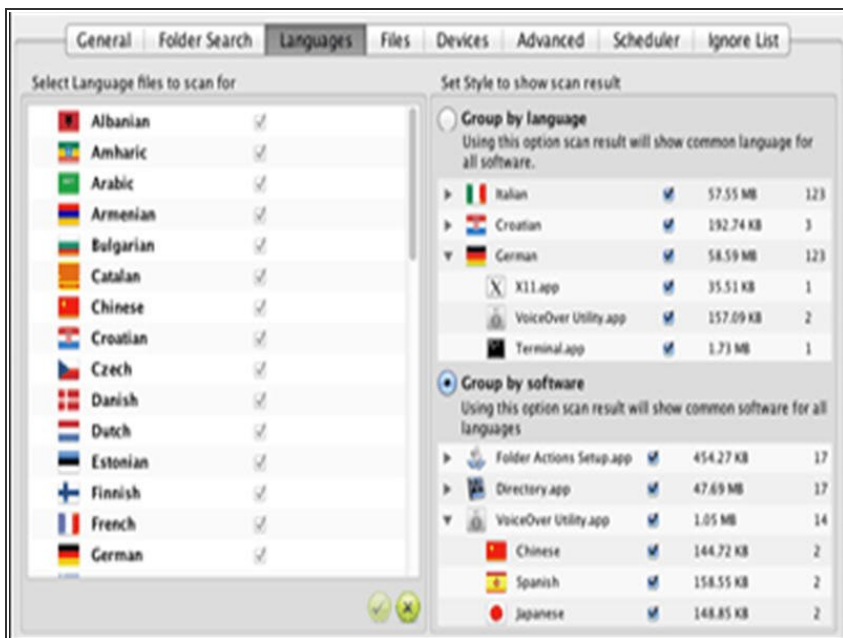 General Folder Search Languages Files Devices Advanced Scheduler Ignore List
Select Language files to scan for
Albanian
Amharic
Arabic
Armenian
Bulgarian
Catalan
Chinese
Croatian
Czech
Danish
Dutch
Estonian
Finnish
French
German
Set Style to show scan result
Group by language
Using this option scan result will show common language for
all software.
Italian 57.55 MB 123
Croatian 192.74 KB 3
German 58.59 MB 123
X11.app 35.51 KB 1
VoiceOver Utility.app 157.09 KB 2
Terminal.app 1.73 MB 1
Group by software
Using this option scan result will show common software for all
languages
Folder Actions Setup.app 454.27 KB 17
Directory.app 47.69 MB 17
VoiceOver Utility.app 1.05 MB 14
Chinese 144.72 KB 2
Spanish 158.55 KB 2
Japanese 148.85 KB 2